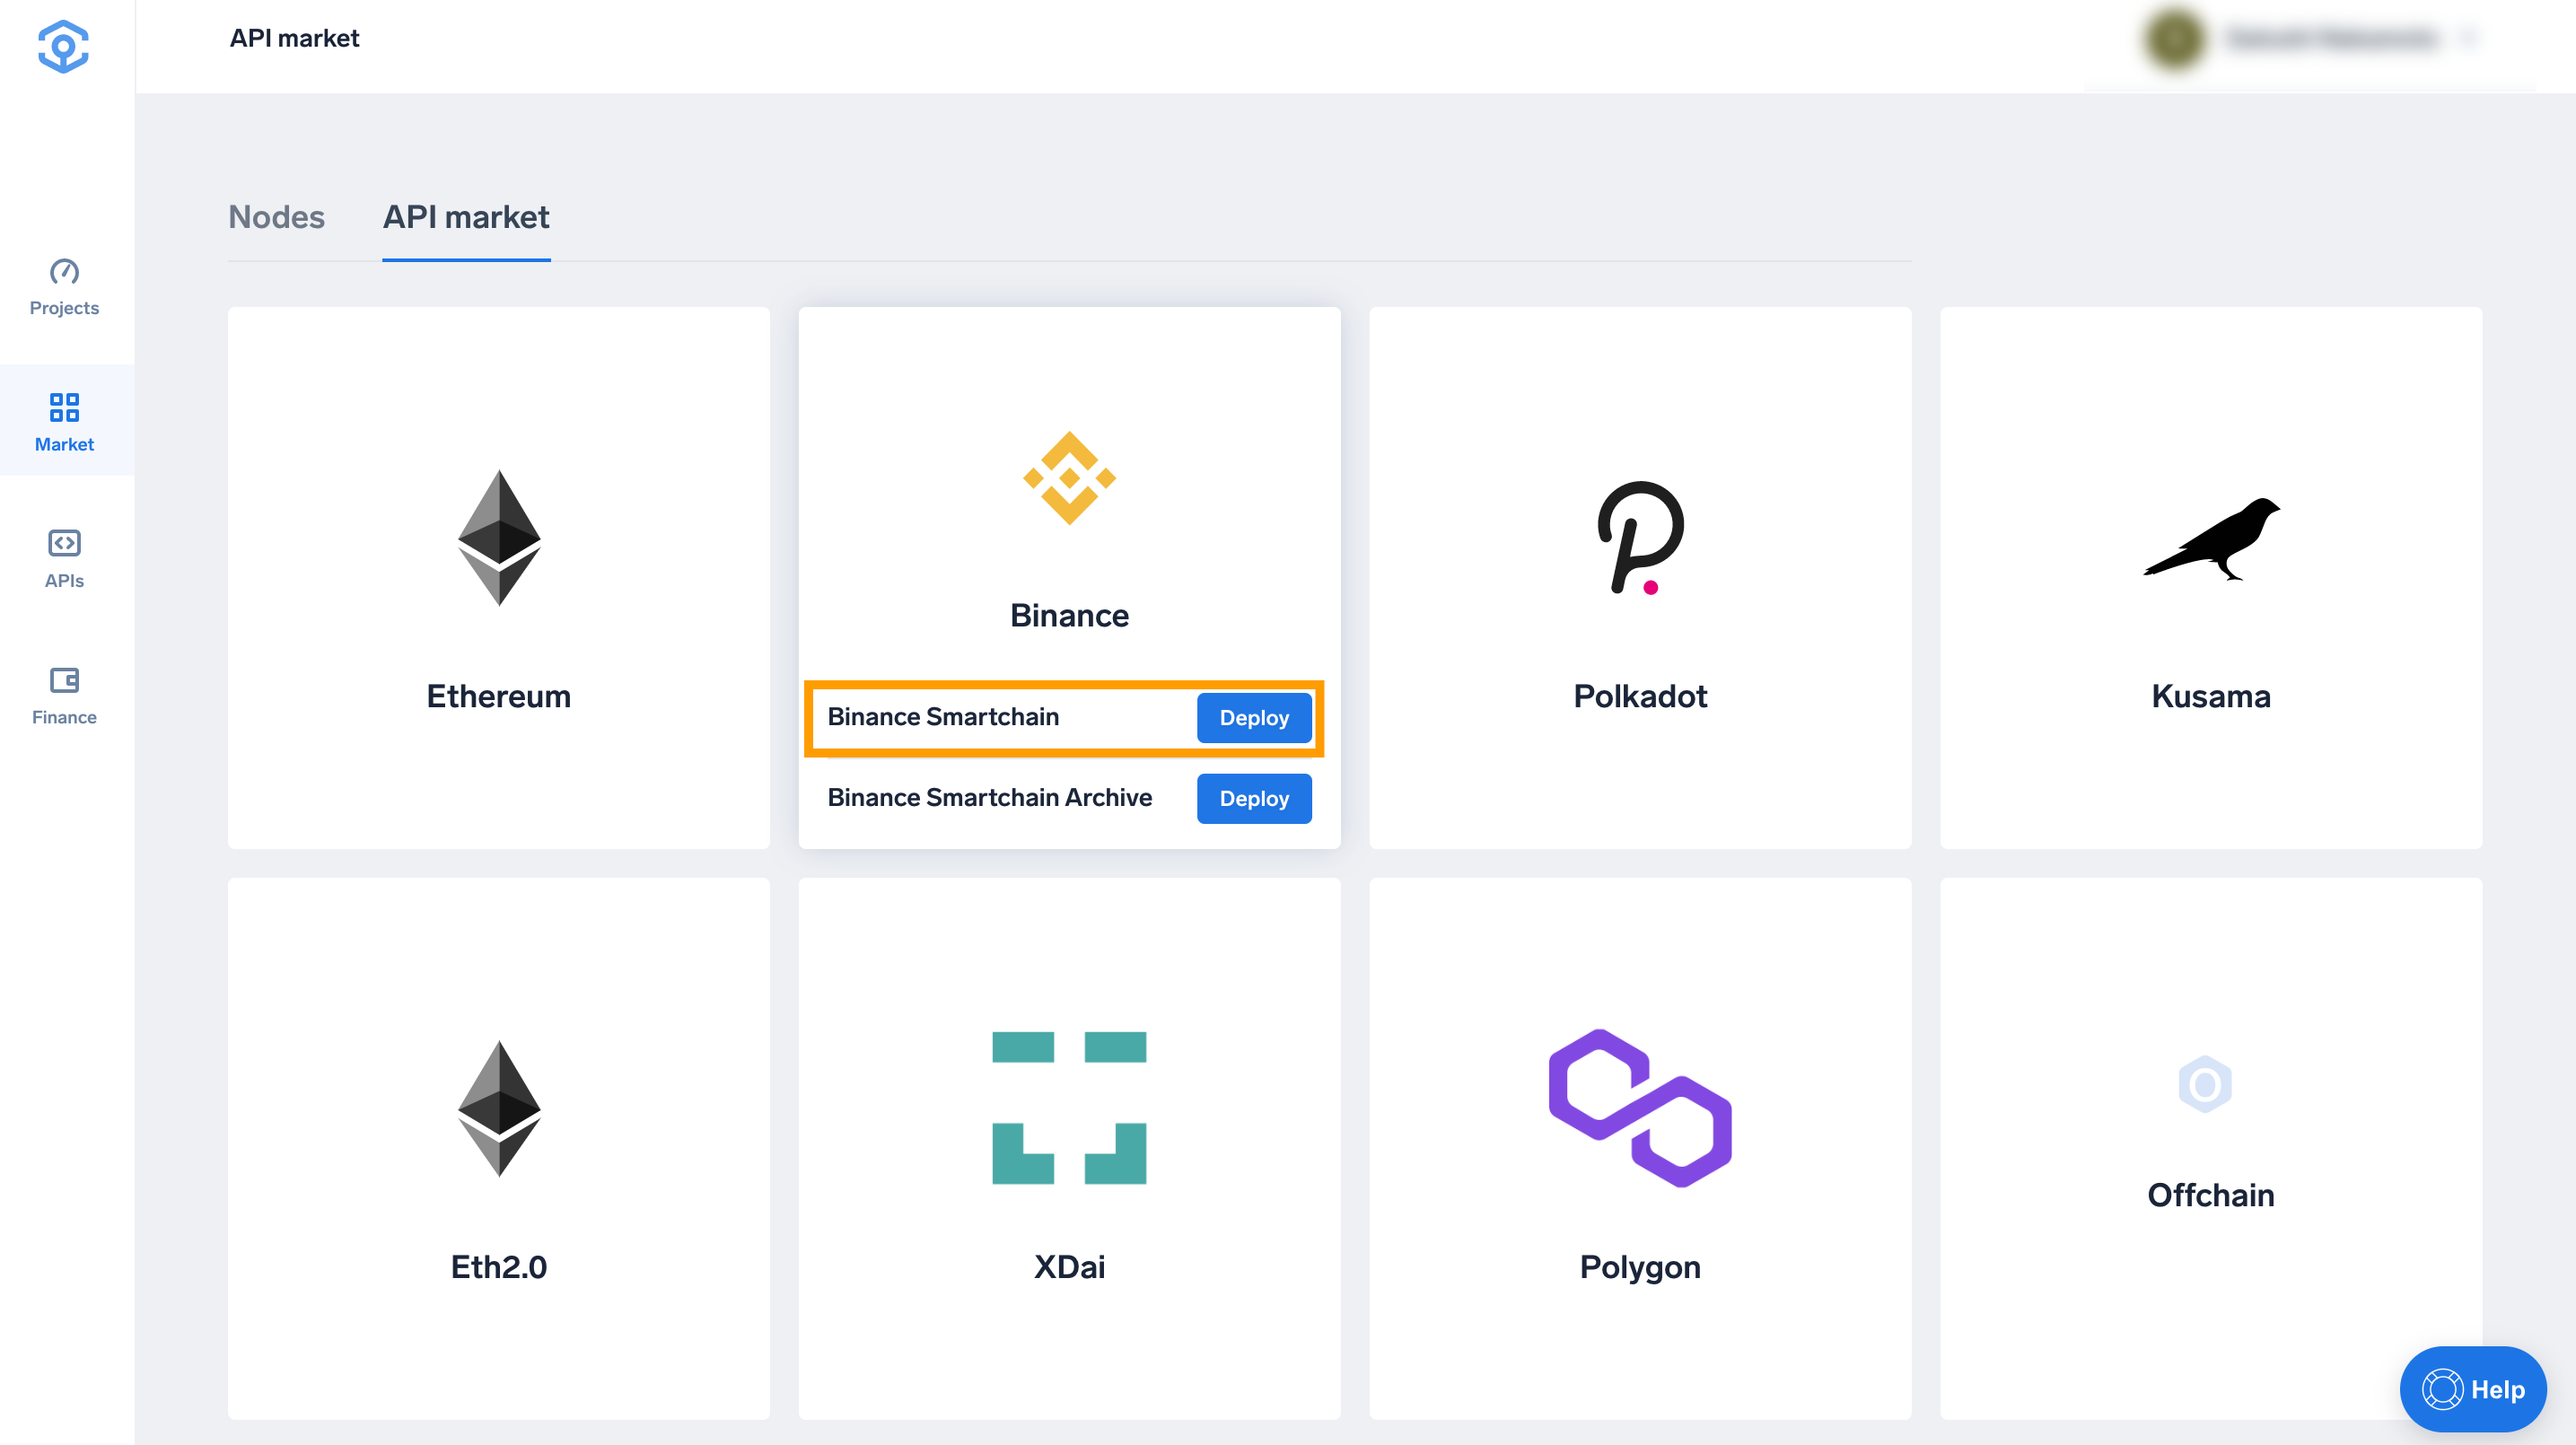 API market
Nodes
API market
Projects
Market
APIs
Finance
Ethereum
Binance
Binance Smartchain
Deploy
Binance Smartchain Archive
Deploy
Polkadot
Kusama
Eth2.0
XDai
Polygon
Offchain
Help